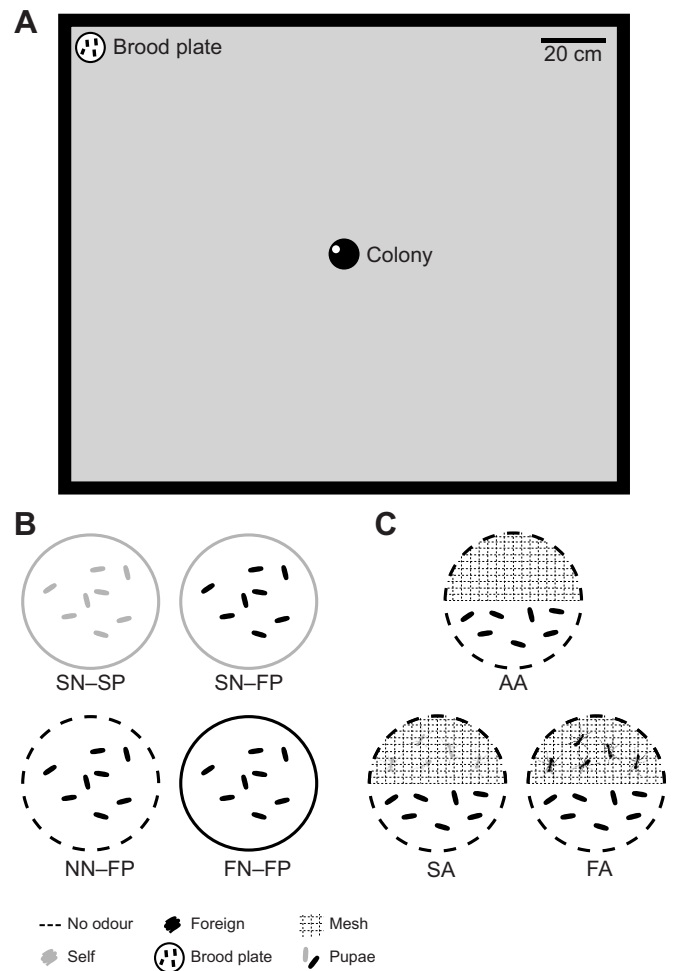 A
Brood plate
20 cm
Colony
B
C
SN–SP
SN–FP
AA
NN–FP
FN–FP
SA
FA
No odour
Foreign
Mesh
Self
Brood plate
Pupae